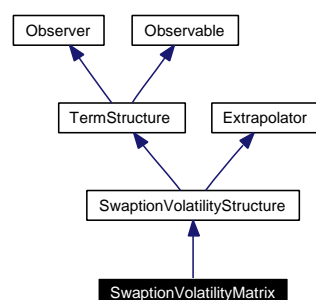 Observer
Observable
TermStructure
Extrapolator
SwaptionVolatilityStructure
SwaptionVolatilityMatrix